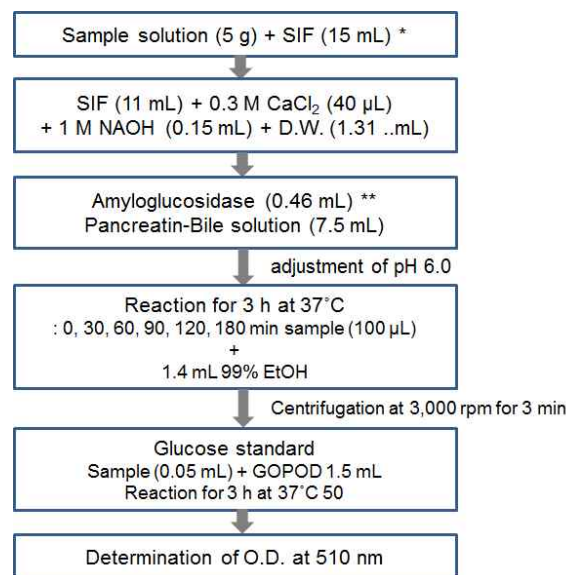 Sample solution (5 g) + SIF (15 mL) *
SIF (11 mL) + 0.3 M CaCl₂ (40 µL)
+ 1 M NAOH (0.15 mL) + D.W. (1.31 ..mL)
Amyloglucosidase (0.46 mL) **
Pancreatin-Bile solution (7.5 mL)
adjustment of pH 6.0
Reaction for 3 h at 37˚C
: 0, 30, 60, 90, 120, 180 min sample (100 µL)
+
1.4 mL 99% EtOH
Centrifugation at 3,000 rpm for 3 min
Glucose standard
Sample (0.05 mL) + GOPOD 1.5 mL
Reaction for 3 h at 37˚C 50
Determination of O.D. at 510 nm